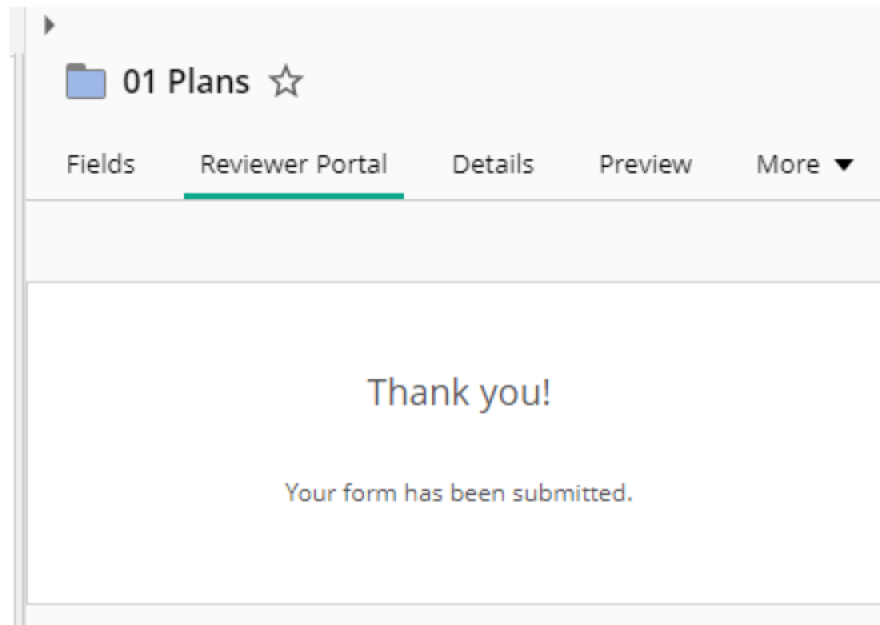 01 Plans
Fields Reviewer Portal Details Preview More
Thank you!
Your form has been submitted.